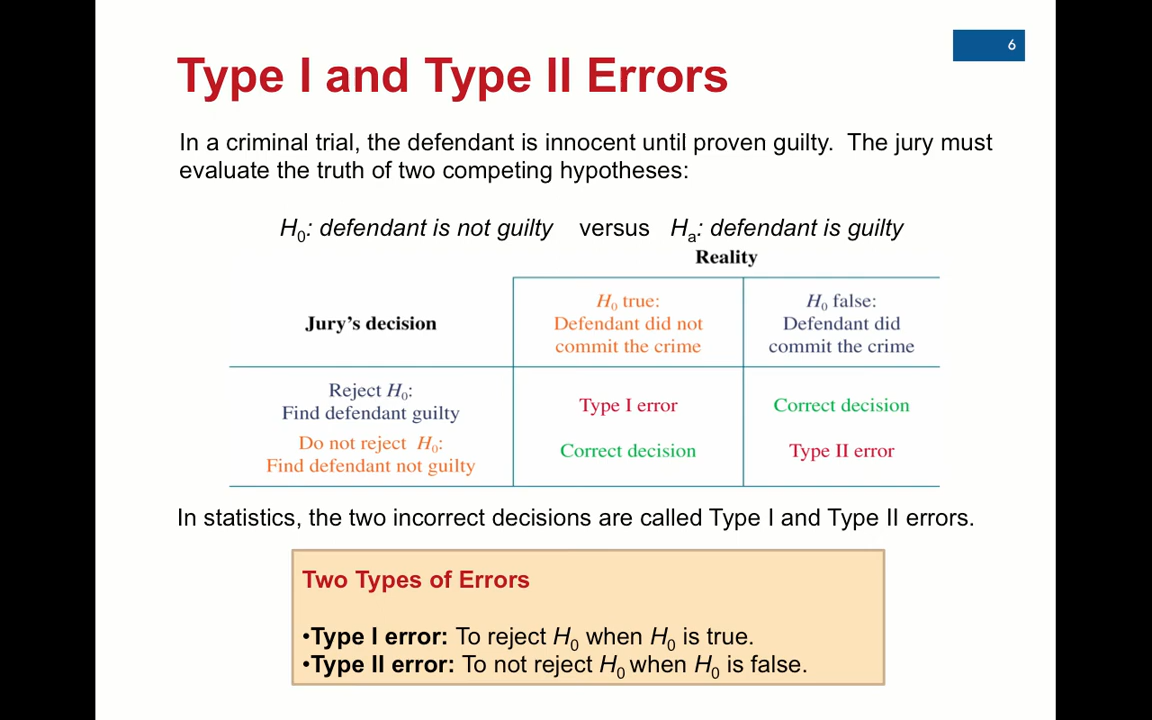 6
Type I and Type II Errors
In a criminal trial, the defendant is innocent until proven guilty.  The jury must
evaluate the truth of two competing hypotheses:
H0: defendant is not guilty    versus   Ha: defendant is guilty
Reality
Jury's decision
H0 true:
Defendant did not
commit the crime
H0 false:
Defendant did
commit the crime
Reject H0:
Find defendant guilty
Type I error
Correct decision
Do not reject H0:
Find defendant not guilty
Correct decision
Type II error
In statistics, the two incorrect decisions are called Type I and Type II errors.
Two Types of Errors
•Type I error: To reject H0 when H0 is true.
•Type II error: To not reject H0 when H0 is false.